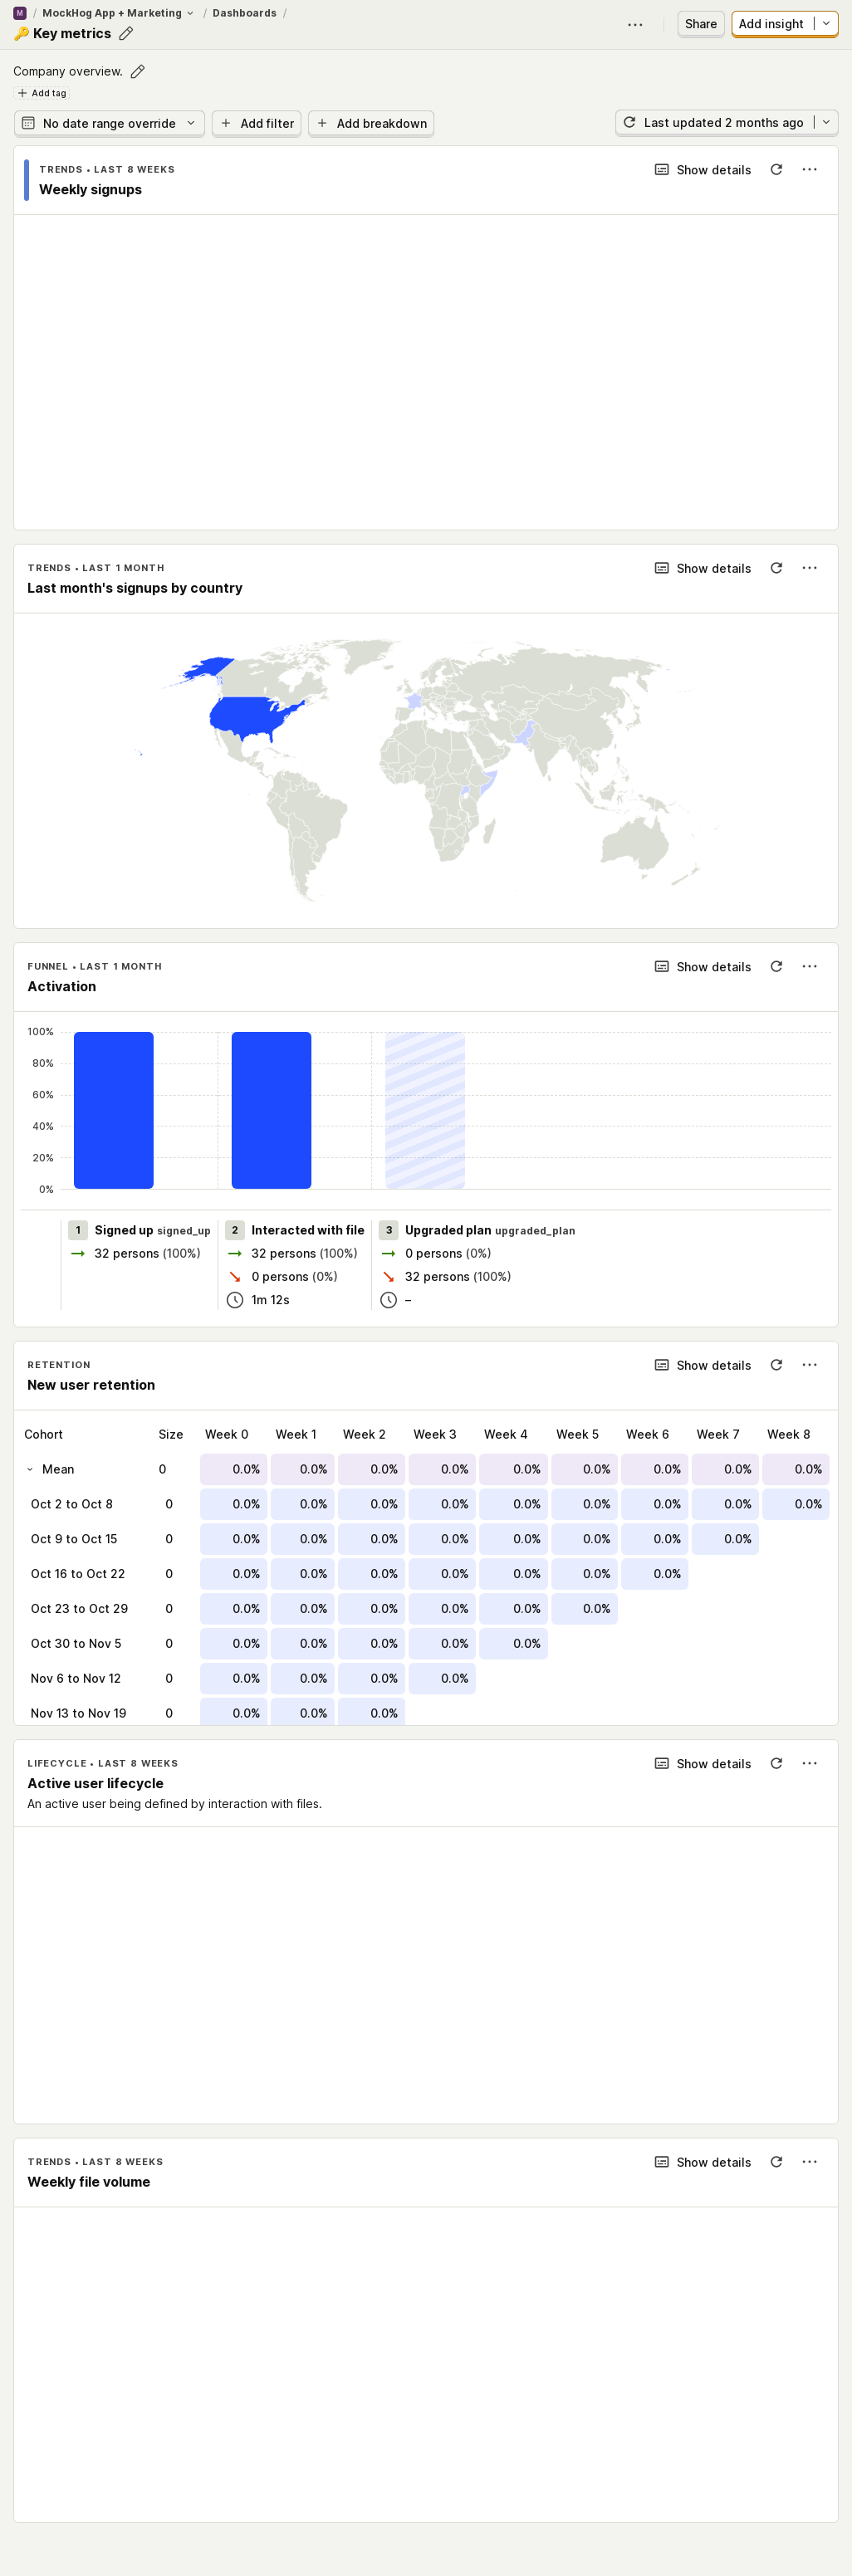 M / MockHog App + Marketing / Dashboards /
🔑 Key metrics
Share
Add insight
Company overview.
Add tag
No date range override
Add filter
Add breakdown
Last updated 2 months ago
TRENDS • LAST 8 WEEKS
Show details
Weekly signups
TRENDS • LAST 1 MONTH
Show details
Last month's signups by country
FUNNEL • LAST 1 MONTH
Show details
Activation
100%
80%
60%
40%
20%
0%
1 Signed up signed_up
32 persons (100%)
2 Interacted with file
32 persons (100%)
0 persons (0%)
1m 12s
3 Upgraded plan upgraded_plan
0 persons (0%)
32 persons (100%)
–
RETENTION
Show details
New user retention
Cohort Size Week 0 Week 1 Week 2 Week 3 Week 4 Week 5 Week 6 Week 7 Week 8
Mean 0 0.0% 0.0% 0.0% 0.0% 0.0% 0.0% 0.0% 0.0% 0.0%
Oct 2 to Oct 8 0 0.0% 0.0% 0.0% 0.0% 0.0% 0.0% 0.0% 0.0% 0.0%
Oct 9 to Oct 15 0 0.0% 0.0% 0.0% 0.0% 0.0% 0.0% 0.0% 0.0%
Oct 16 to Oct 22 0 0.0% 0.0% 0.0% 0.0% 0.0% 0.0% 0.0%
Oct 23 to Oct 29 0 0.0% 0.0% 0.0% 0.0% 0.0% 0.0%
Oct 30 to Nov 5 0 0.0% 0.0% 0.0% 0.0% 0.0%
Nov 6 to Nov 12 0 0.0% 0.0% 0.0% 0.0%
Nov 13 to Nov 19 0 0.0% 0.0% 0.0%
LIFECYCLE • LAST 8 WEEKS
Show details
Active user lifecycle
An active user being defined by interaction with files.
TRENDS • LAST 8 WEEKS
Show details
Weekly file volume